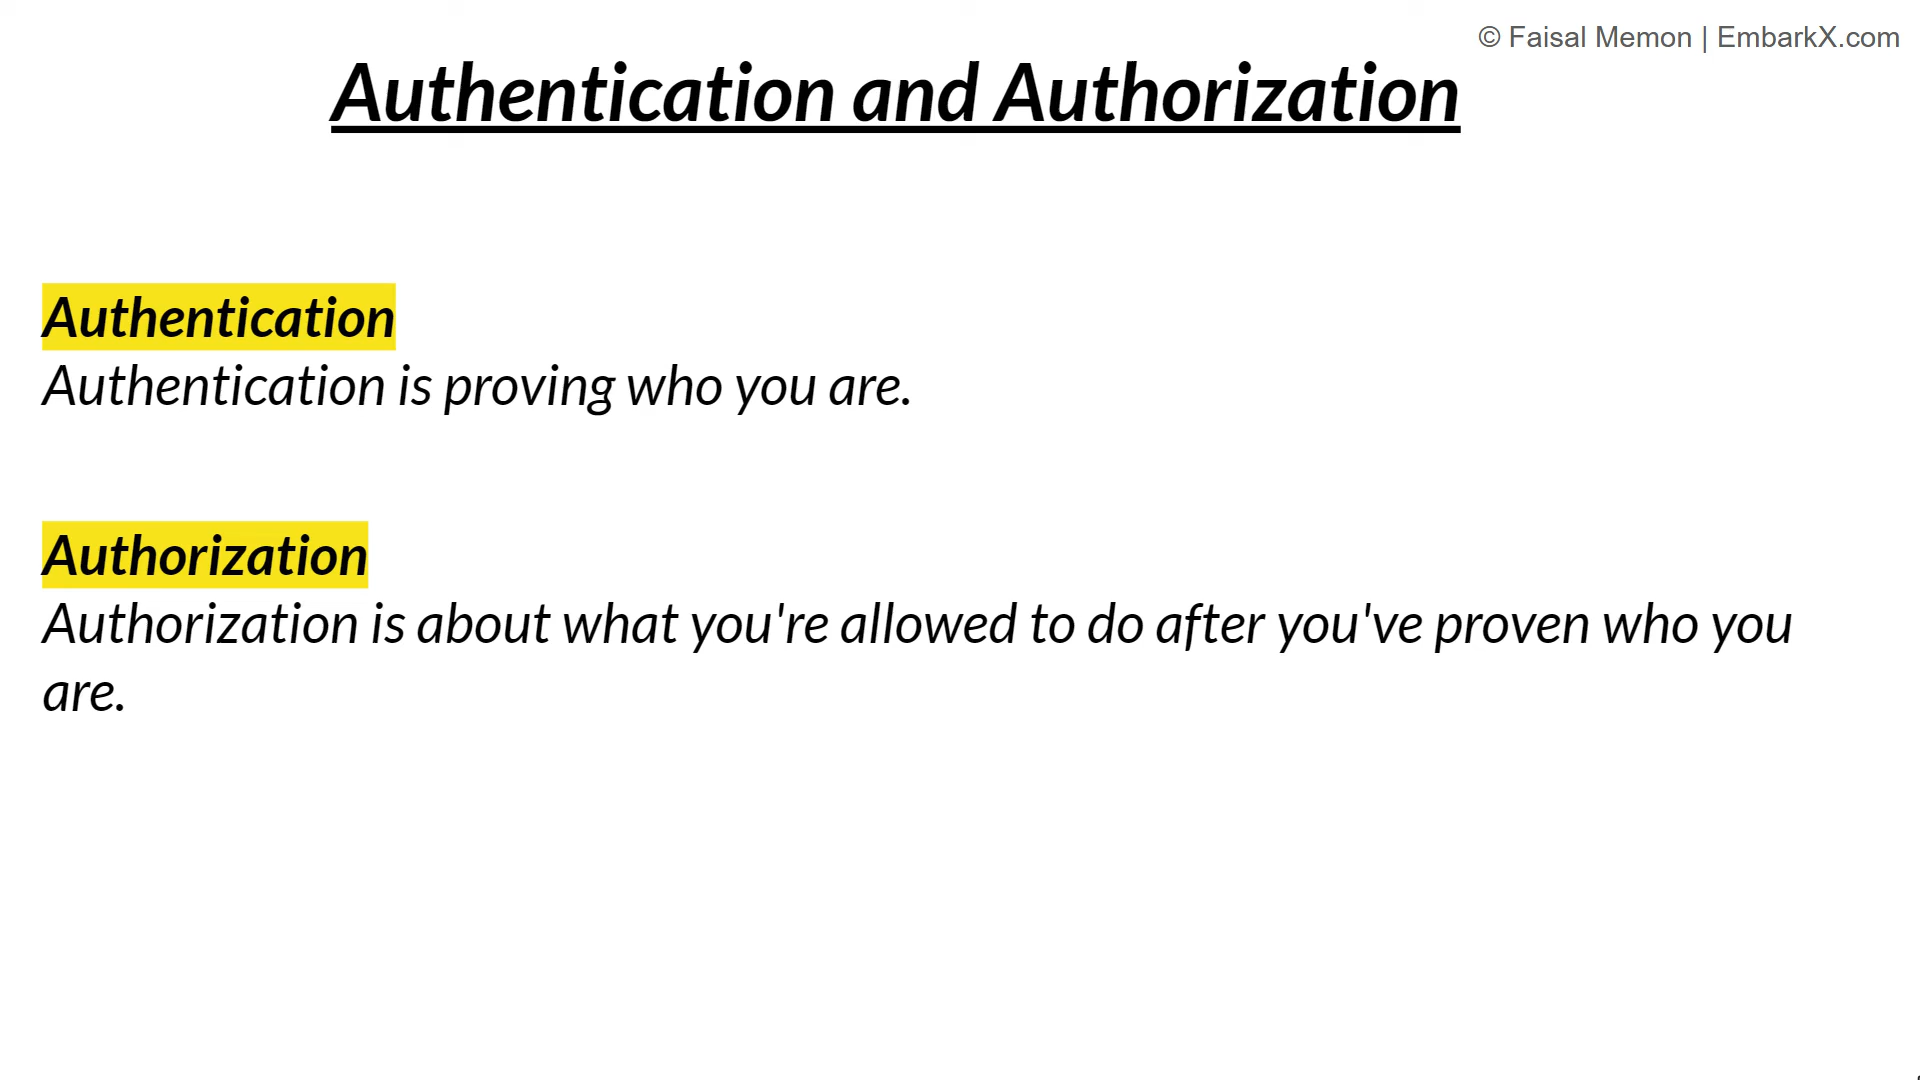 © Faisal Memon | EmbarkX.com
Authentication and Authorization
Authentication
Authentication is proving who you are.
Authorization
Authorization is about what you're allowed to do after you've proven who you
are.